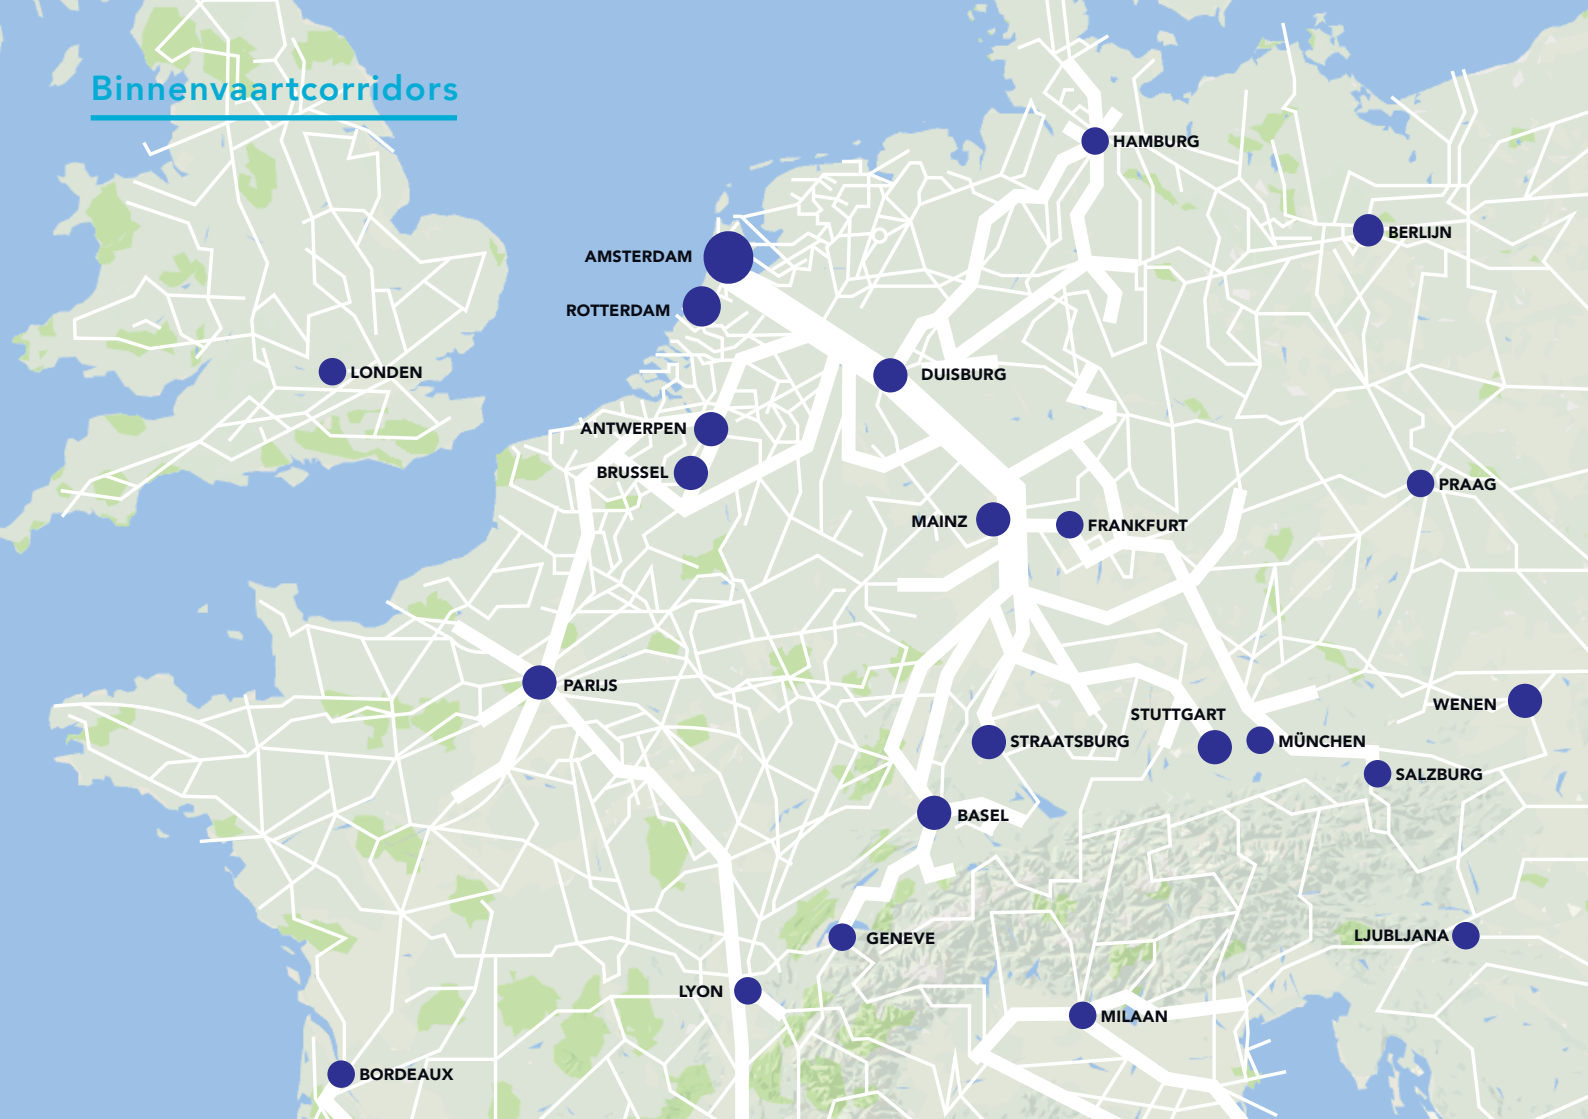 Binnenvaartcorridors
HAMBURG
BERLIJN
AMSTERDAM
ROTTERDAM
LONDEN
DUISBURG
ANTWERPEN
BRUSSEL
PRAAG
MAINZ
FRANKFURT
PARIJS
WENEN
STUTTGART
STRAATSBURG
MÜNCHEN
SALZBURG
BASEL
GENEVE
LJUBLJANA
LYON
MILAAN
BORDEAUX